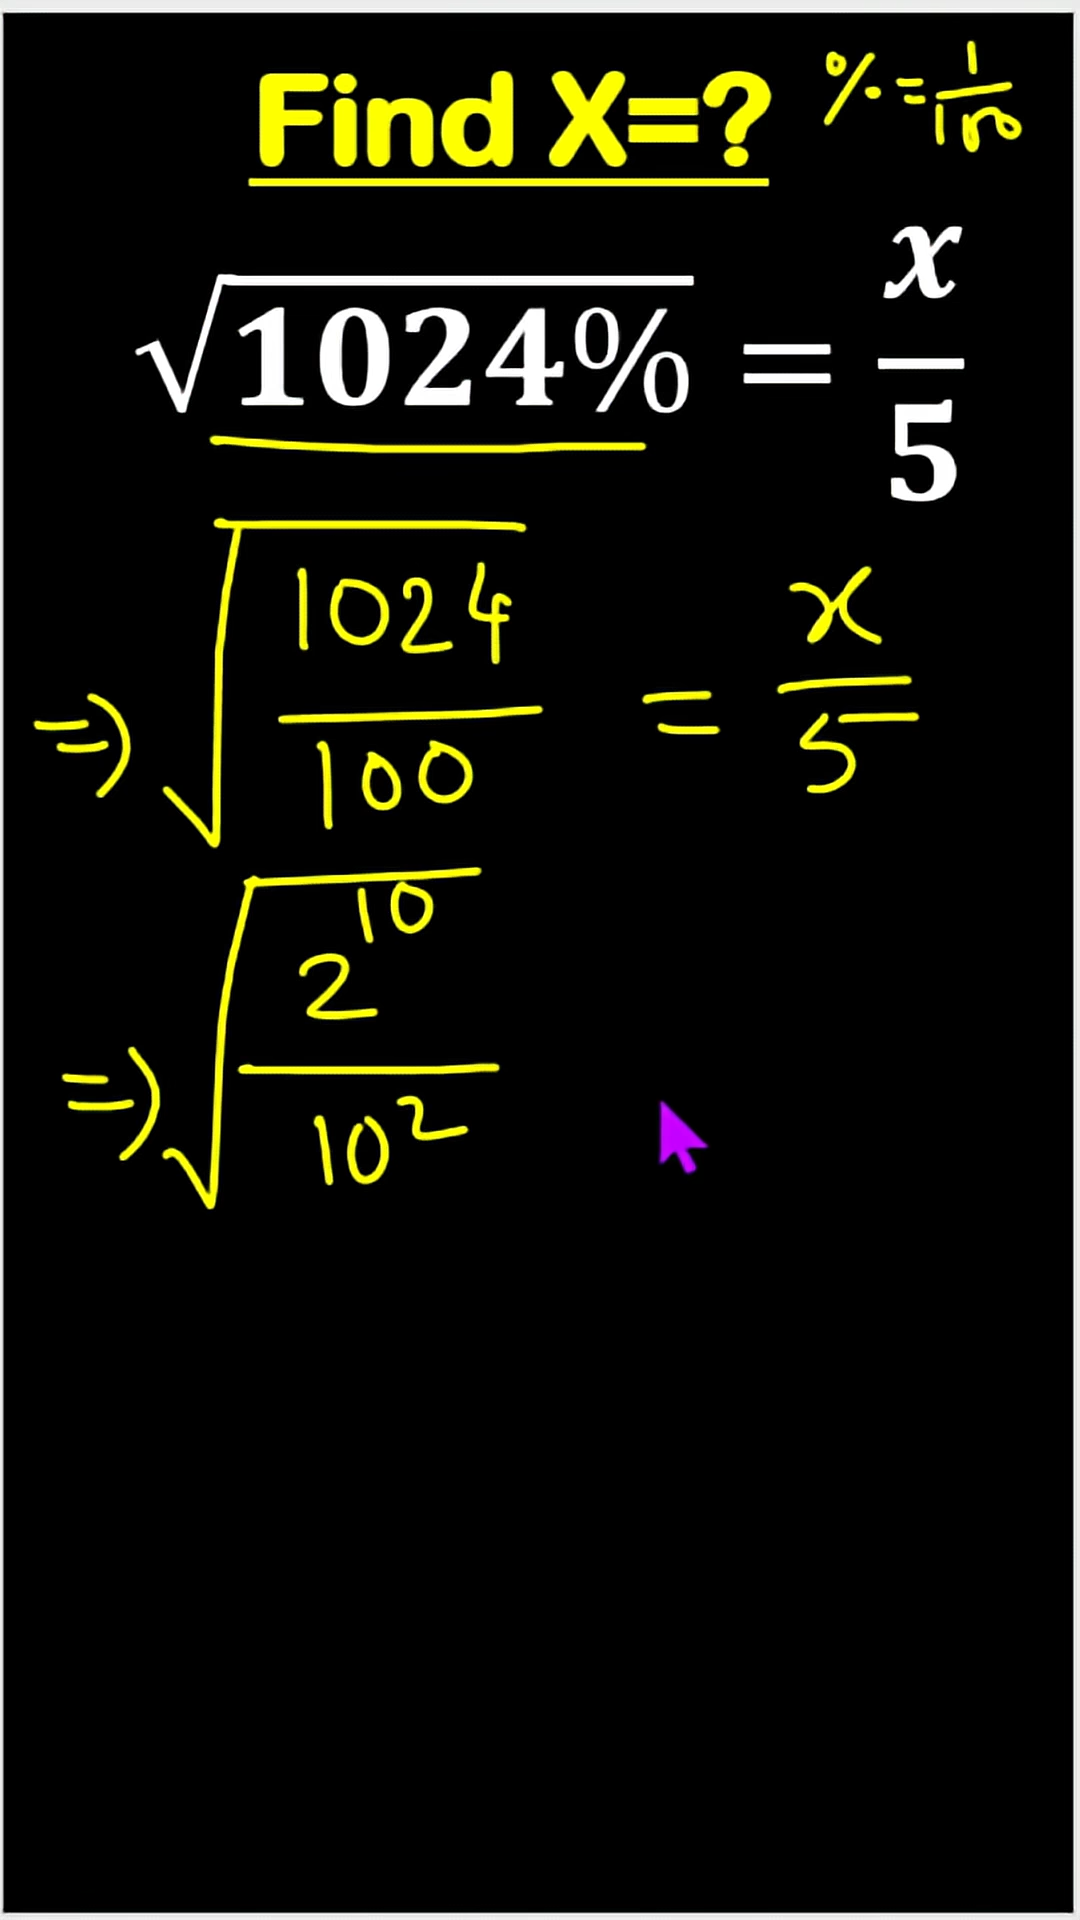 Find X=? % = 1/100
√1024% = x/5
⇒ √(1024/100) = x/5
⇒ √(2^10/10^2)